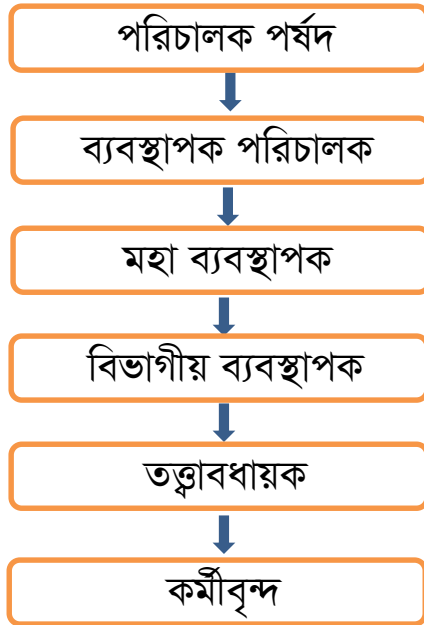 পরিচালক পর্ষদ
ব্যবস্থাপক পরিচালক
মহা ব্যবস্থাপক
বিভাগীয় ব্যবস্থাপক
তত্ত্বাবধায়ক
কর্মীবৃন্দ